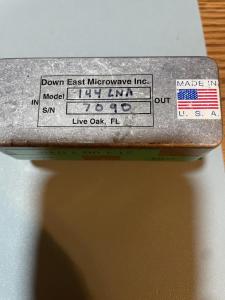 Down East Microwave Inc.
IN Model 144 LNA OUT
S/N 7090
Live Oak, FL
MADE IN
U.S.A.